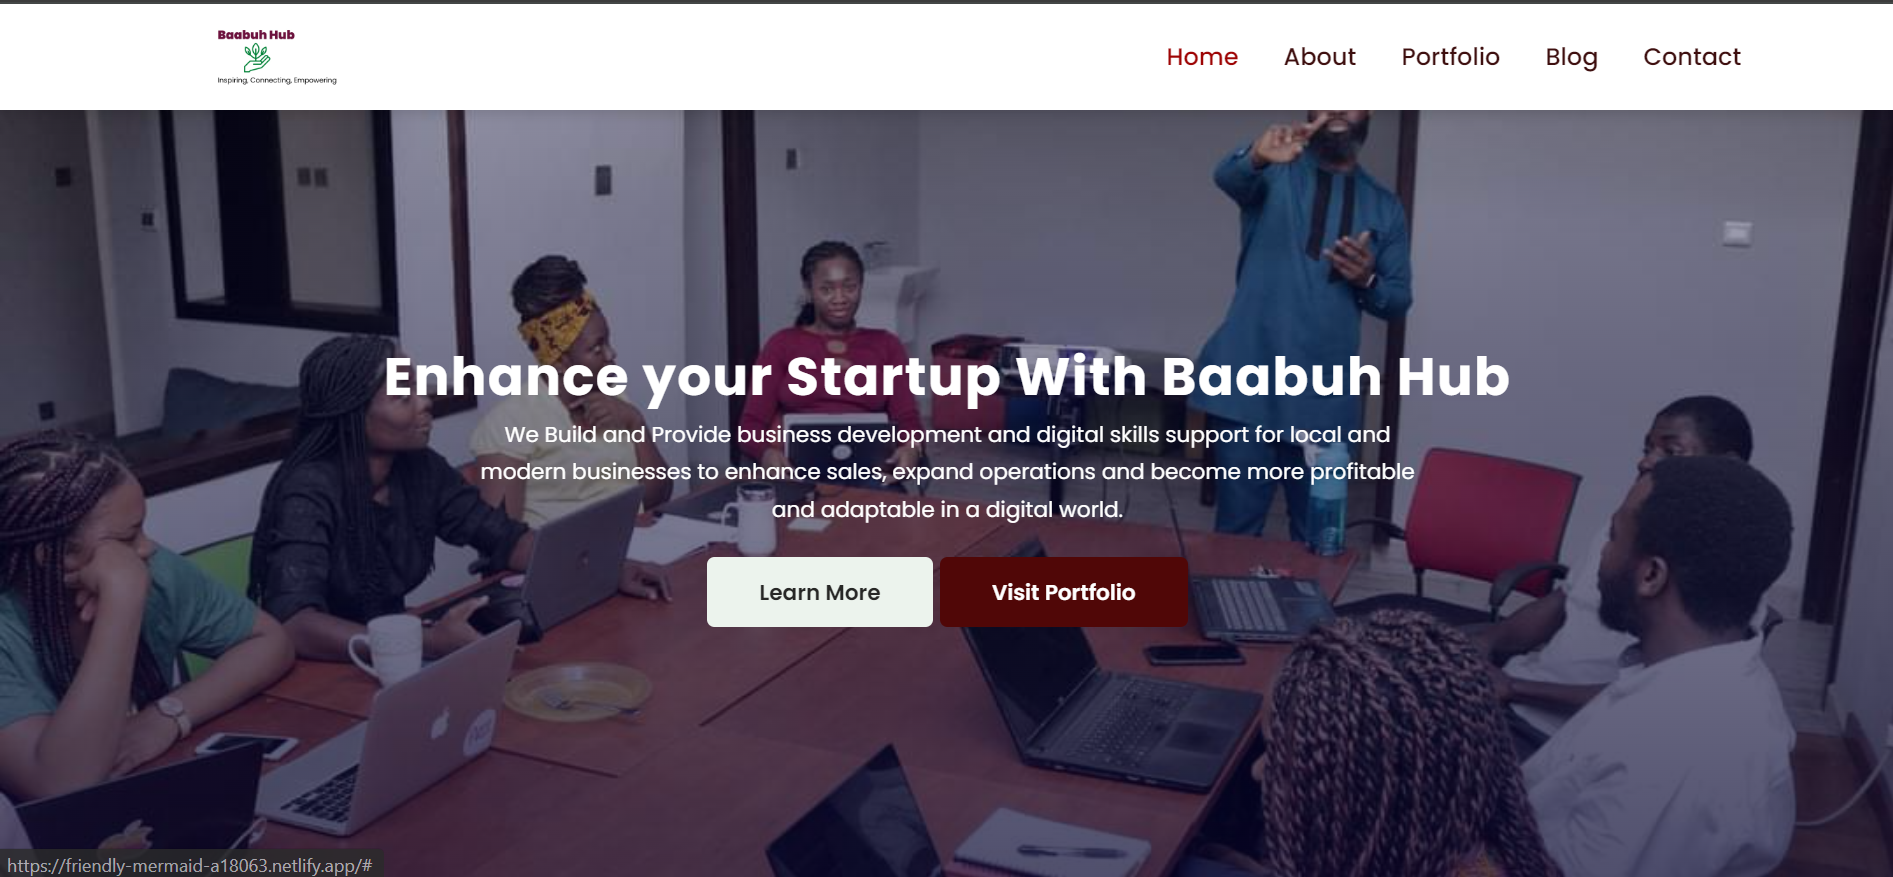 Baabuh Hub
Inspiring, Connecting, Empowering
Home About Portfolio Blog Contact
Enhance your Startup With Baabuh Hub
We Build and Provide business development and digital skills support for local and
modern businesses to enhance sales, expand operations and become more profitable
and adaptable in a digital world.
Learn More Visit Portfolio
https://friendly-mermaid-a18063.netlify.app/#